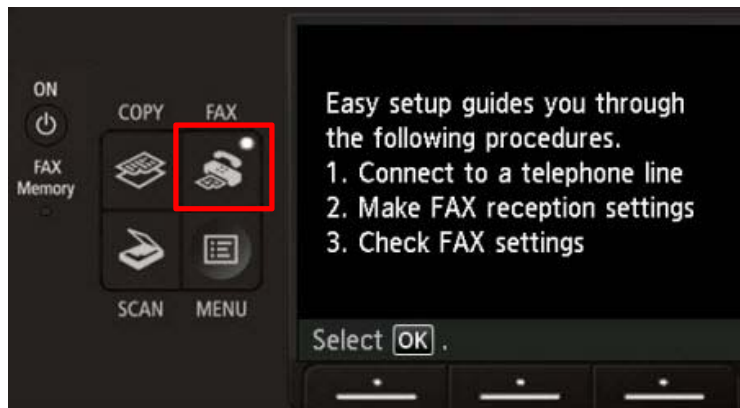 ON
COPY FAX
FAX
Memory
SCAN MENU
Easy setup guides you through
the following procedures.
1. Connect to a telephone line
2. Make FAX reception settings
3. Check FAX settings
Select OK .